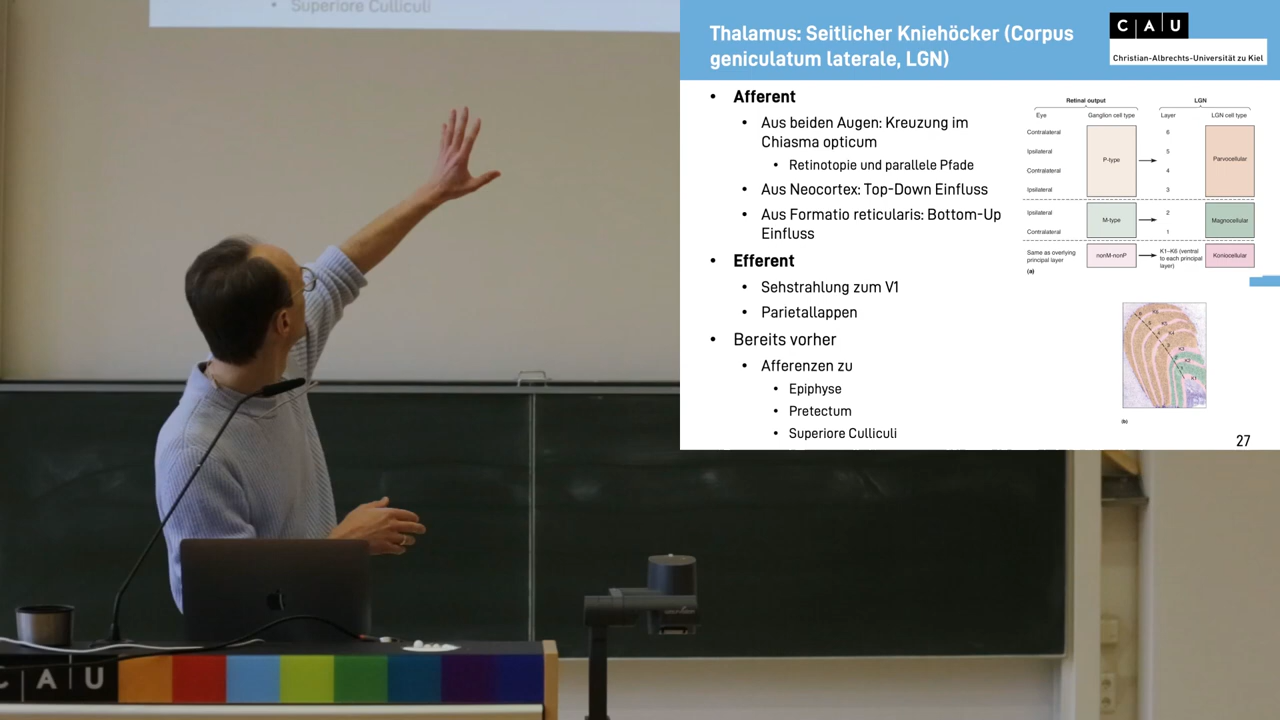 • Superiore Culliculi
Thalamus: Seitlicher Kniehöcker (Corpus
geniculatum laterale, LGN)
C A U
Christian-Albrechts-Universität zu Kiel
• Afferent
• Aus beiden Augen: Kreuzung im
Chiasma opticum
• Retinotopie und parallele Pfade
• Aus Neocortex: Top-Down Einfluss
• Aus Formatio reticularis: Bottom-Up
Einfluss
• Efferent
• Sehstrahlung zum V1
• Parietallappen
• Bereits vorher
• Afferenzen zu
• Epiphyse
• Pretectum
• Superiore Culliculi
Retinal output LGN
Eye Ganglion cell type Layer LGN cell type
Contralateral 6
Ipsilateral 5
P-type Parvocellular
Contralateral 4
Ipsilateral 3
Ipsilateral 2
M-type Magnocellular
Contralateral 1
Same as overlying
principal layer
nonM-nonP
K1–K6 (ventral
to each principal
layer)
Koniocellular
(a)
(b)
27
C A U